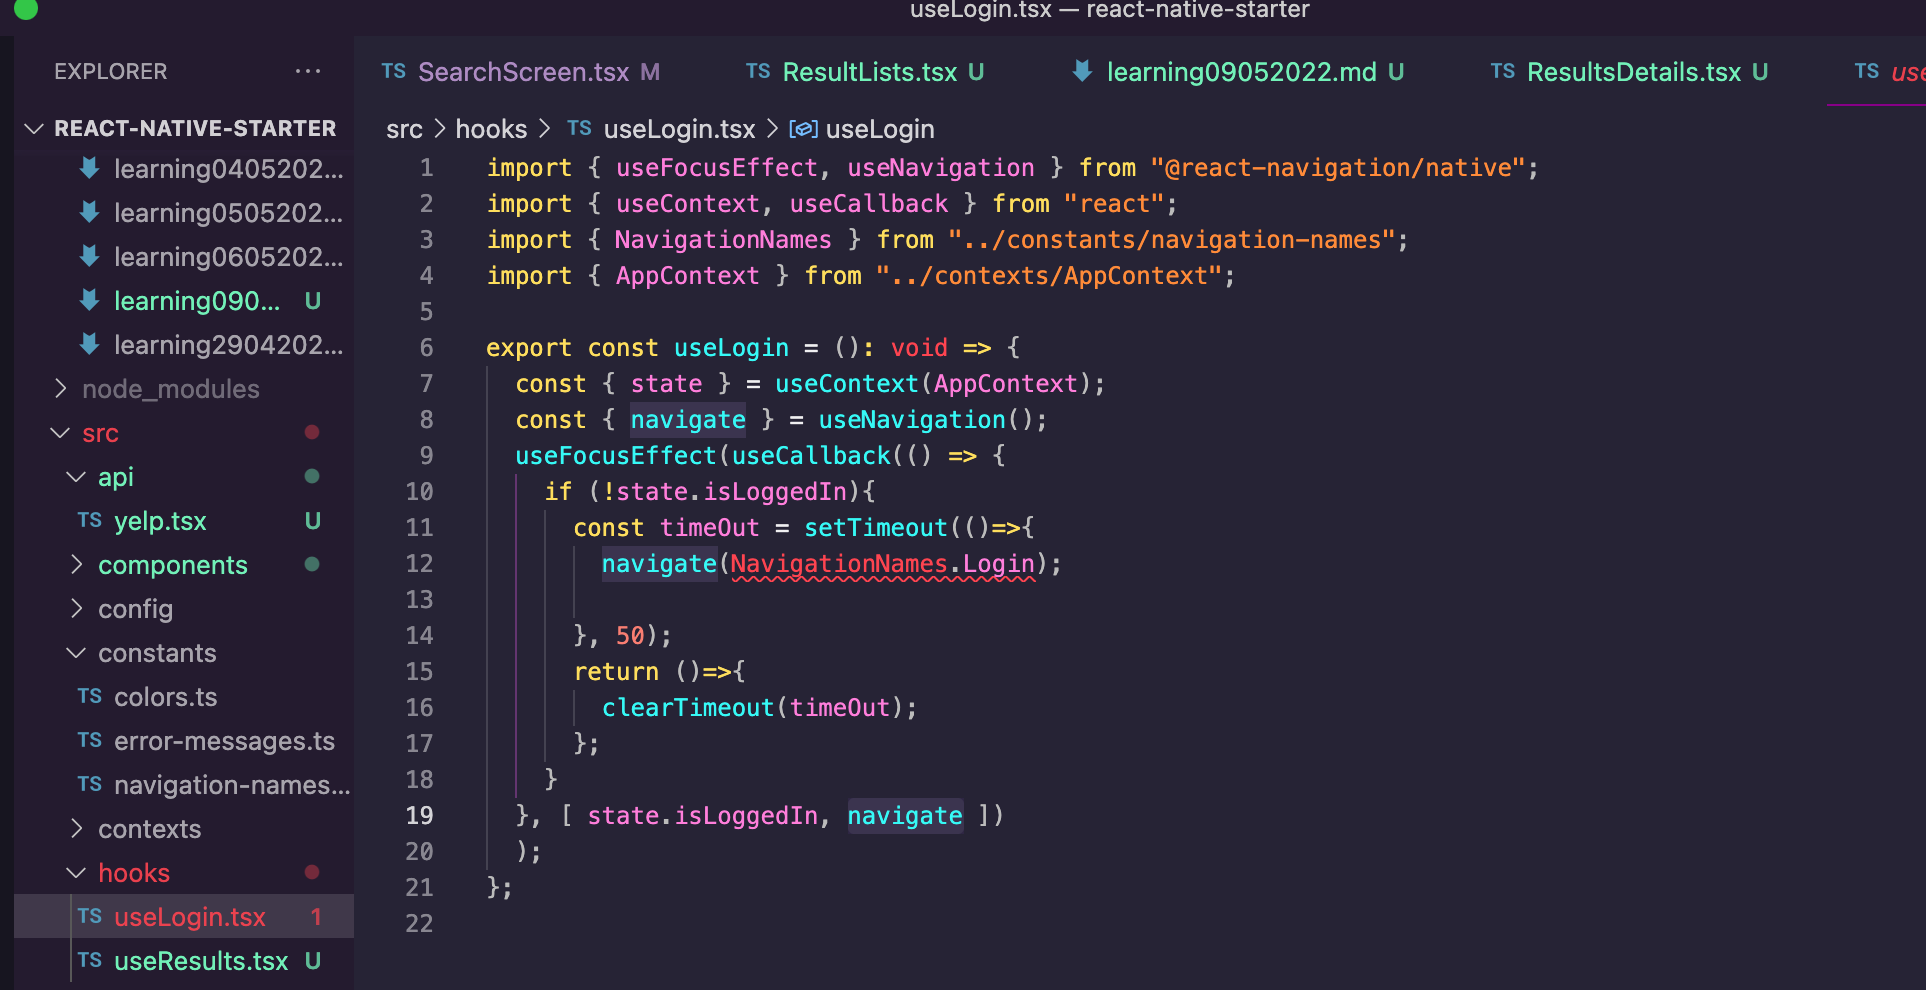 useLogin.tsx — react-native-starter
EXPLORER ...
REACT-NATIVE-STARTER
learning0405202...
learning0505202...
learning0605202...
learning090... U
learning2904202...
node_modules
src
api
TS yelp.tsx U
components
config
constants
TS colors.ts
TS error-messages.ts
TS navigation-names...
contexts
hooks
TS useLogin.tsx 1
TS useResults.tsx U
TS SearchScreen.tsx M TS ResultLists.tsx U learning09052022.md U TS ResultsDetails.tsx U TS use
src > hooks > TS useLogin.tsx > useLogin
1 import { useFocusEffect, useNavigation } from "@react-navigation/native";
2 import { useContext, useCallback } from "react";
3 import { NavigationNames } from "../constants/navigation-names";
4 import { AppContext } from "../contexts/AppContext";
5
6 export const useLogin = (): void => {
7 const { state } = useContext(AppContext);
8 const { navigate } = useNavigation();
9 useFocusEffect(useCallback(() => {
10 if (!state.isLoggedIn){
11 const timeOut = setTimeout(()=>{
12 navigate(NavigationNames.Login);
13
14 }, 50);
15 return ()=>{
16 clearTimeout(timeOut);
17 };
18 }
19 }, [ state.isLoggedIn, navigate ])
20 );
21 };
22